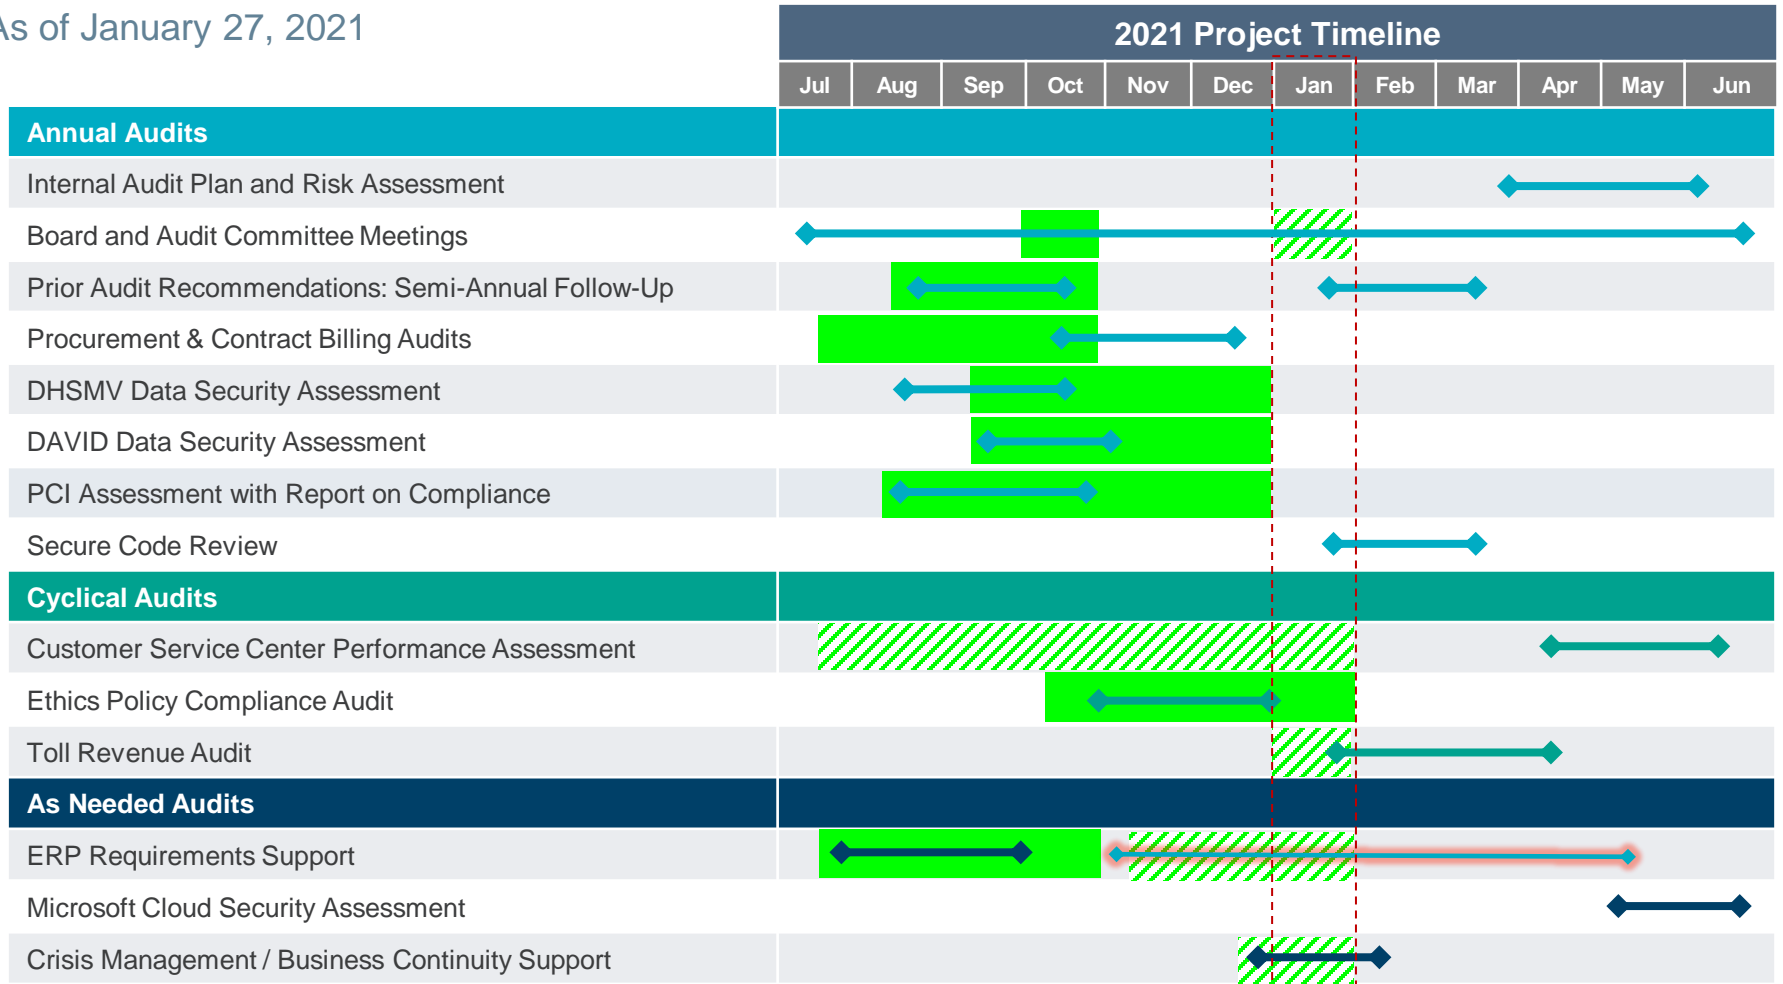 As of January 27, 2021
2021 Project Timeline
Jul Aug Sep Oct Nov Dec Jan Feb Mar Apr May Jun
Annual Audits
Internal Audit Plan and Risk Assessment
Board and Audit Committee Meetings
Prior Audit Recommendations: Semi-Annual Follow-Up
Procurement & Contract Billing Audits
DHSMV Data Security Assessment
DAVID Data Security Assessment
PCI Assessment with Report on Compliance
Secure Code Review
Cyclical Audits
Customer Service Center Performance Assessment
Ethics Policy Compliance Audit
Toll Revenue Audit
As Needed Audits
ERP Requirements Support
Microsoft Cloud Security Assessment
Crisis Management / Business Continuity Support